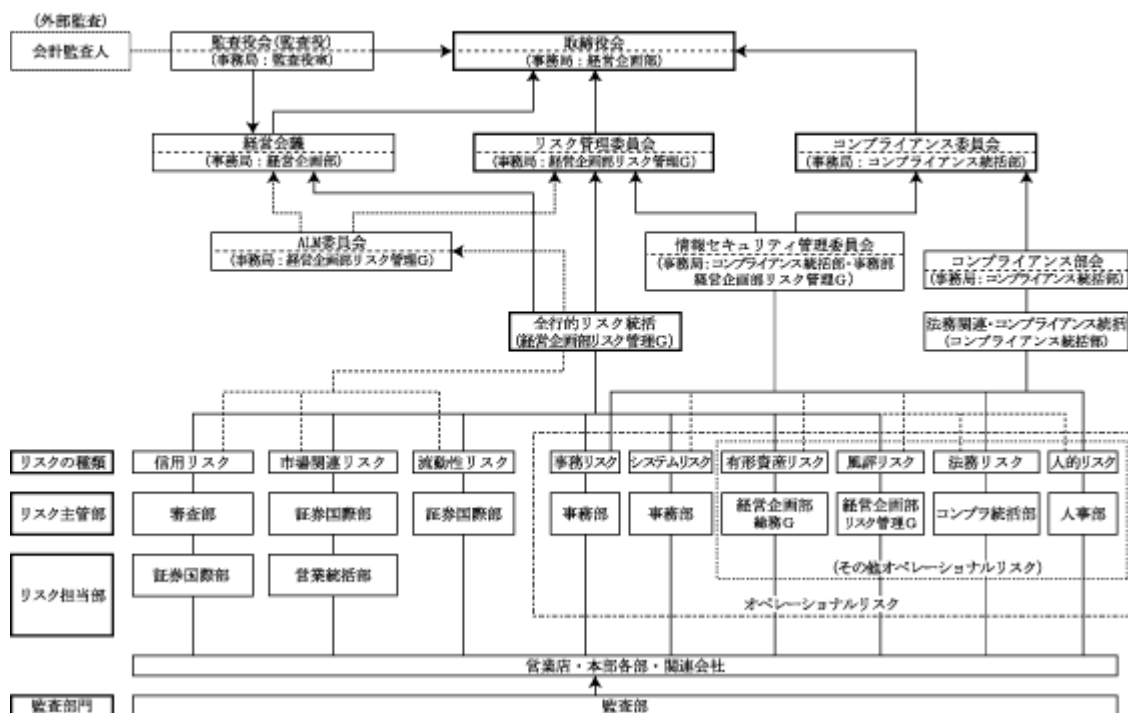 (外部監査)
会計監査人
監査役会(監査役)
(事務局：監査役室)
取締役会
(事務局：経営企画部)
経営会議
(事務局：経営企画部)
リスク管理委員会
(事務局：経営企画部リスク管理G)
コンプライアンス委員会
(事務局：コンプライアンス統括部)
ALM委員会
(事務局：経営企画部リスク管理G)
情報セキュリティ管理委員会
(事務局：コンプライアンス統括部・事務部
経営企画部リスク管理G)
コンプライアンス部会
(事務局：コンプライアンス統括部)
全行的リスク統括
(経営企画部リスク管理G)
法務関連・コンプライアンス統括
(コンプライアンス統括部)
リスクの種類
信用リスク
市場関連リスク
流動性リスク
事務リスク
システムリスク
有形資産リスク
風評リスク
法務リスク
人的リスク
リスク主管部
審査部
証券国際部
証券国際部
事務部
事務部
経営企画部
総務G
経営企画部
リスク管理G
コンプラ統括部
人事部
リスク担当部
証券国際部
営業統括部
(その他オペレーショナルリスク)
オペレーショナルリスク
営業店・本部各部・関連会社
監査部門
監査部